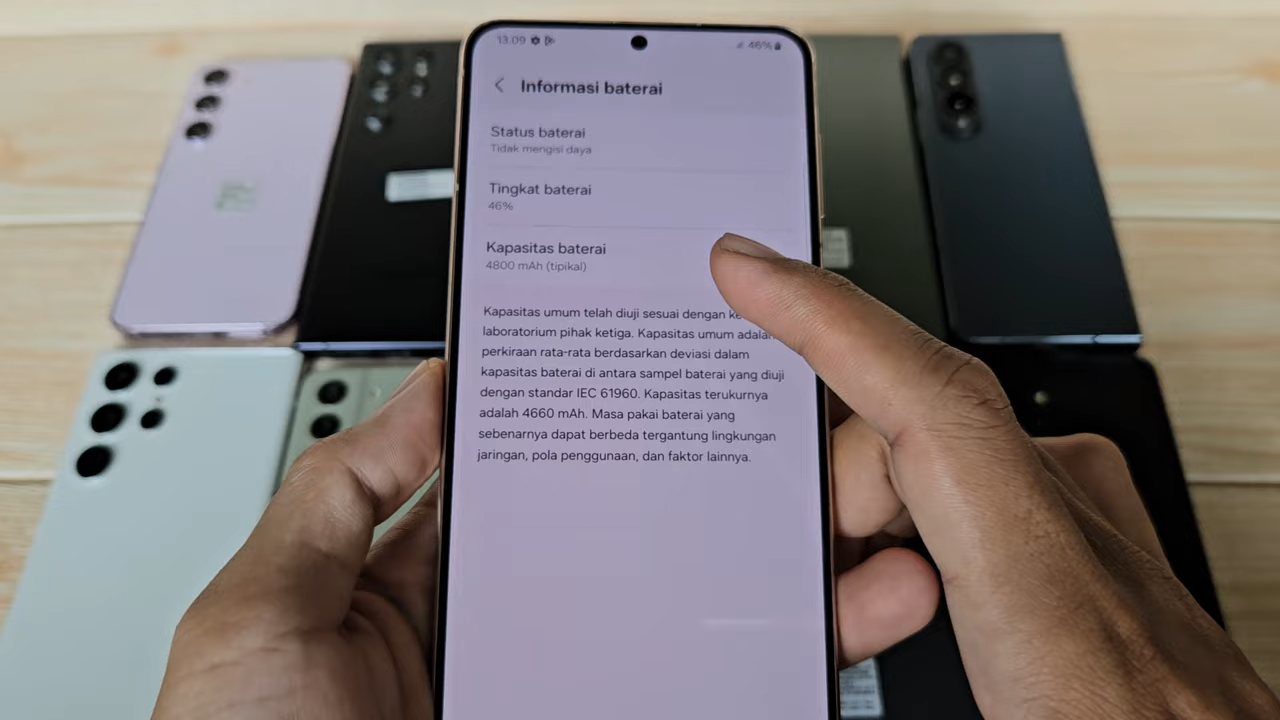 13.09
46%
Informasi baterai
Status baterai
Tidak mengisi daya
Tingkat baterai
46%
Kapasitas baterai
4800 mAh (tipikal)
Kapasitas umum telah diuji sesuai dengan
laboratorium pihak ketiga. Kapasitas umum adalah
perkiraan rata-rata berdasarkan deviasi dalam
kapasitas baterai di antara sampel baterai yang diuji
dengan standar IEC 61960. Kapasitas terukurnya
adalah 4660 mAh. Masa pakai baterai yang
sebenarnya dapat berbeda tergantung lingkungan
jaringan, pola penggunaan, dan faktor lainnya.